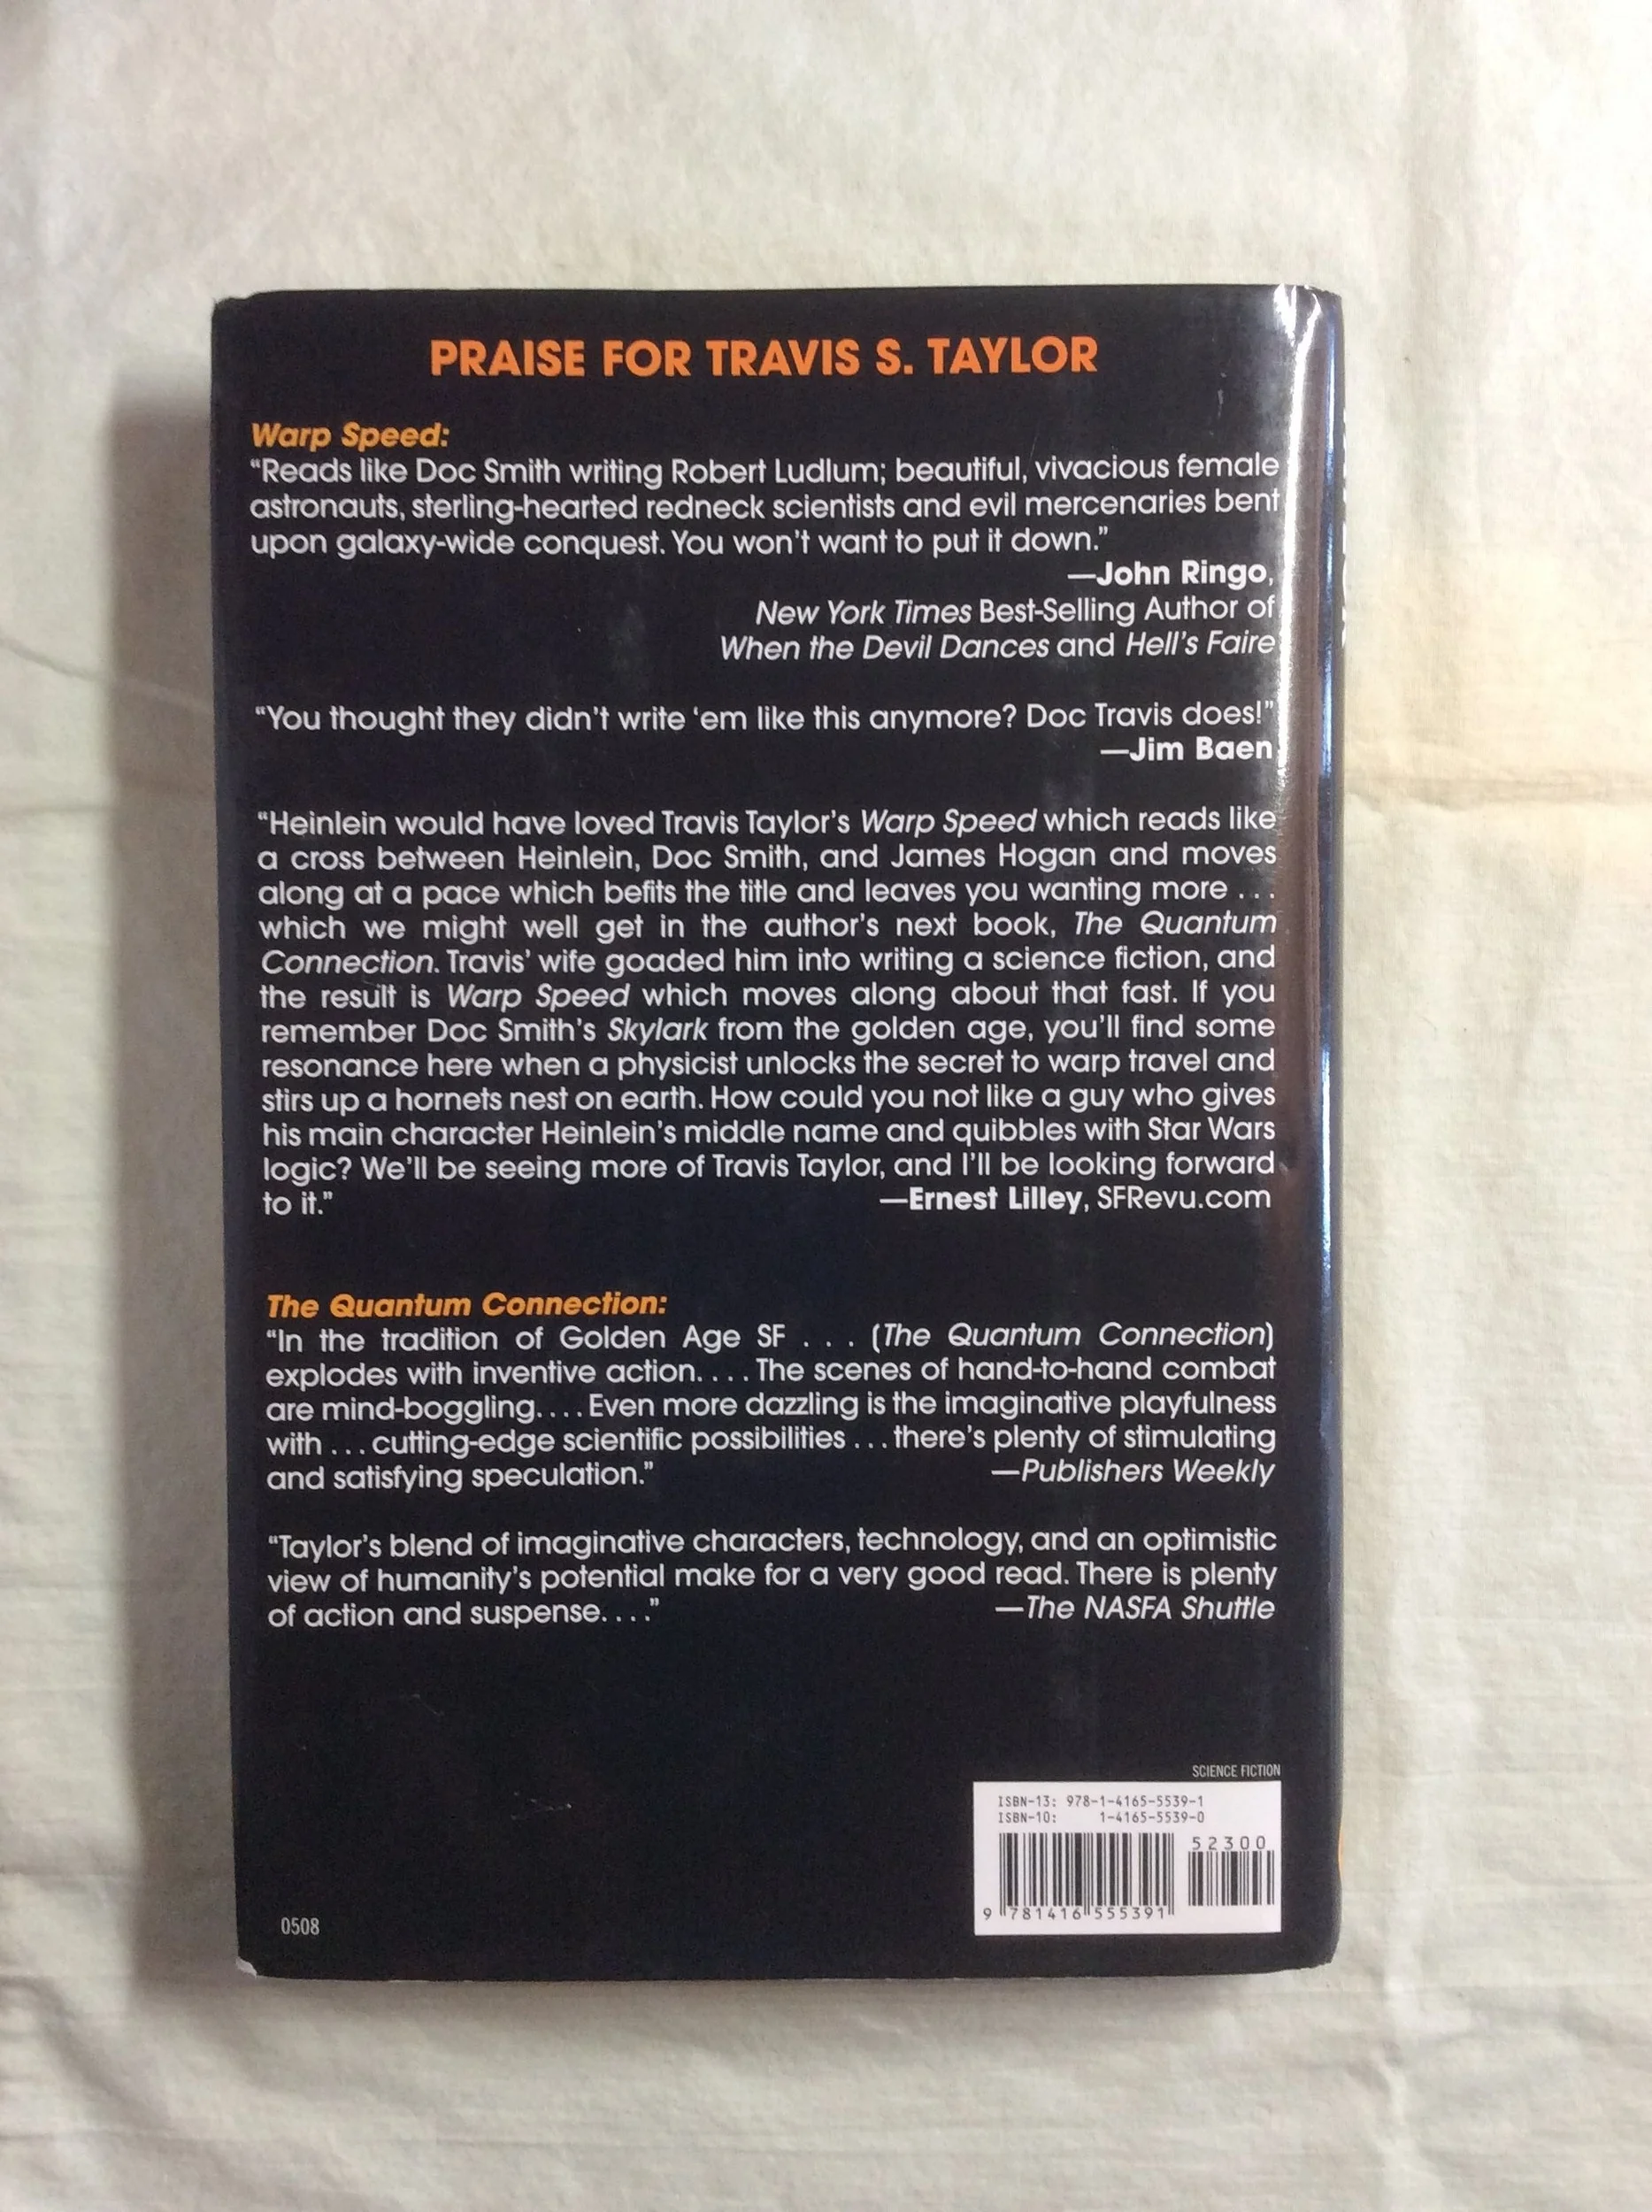 PRAISE FOR TRAVIS S. TAYLOR
Warp Speed:
“Reads like Doc Smith writing Robert Ludlum; beautiful, vivacious female
astronauts, sterling-hearted redneck scientists and evil mercenaries bent
upon galaxy-wide conquest. You won’t want to put it down.”
—John Ringo,
New York Times Best-Selling Author of
When the Devil Dances and Hell’s Faire
“You thought they didn’t write ‘em like this anymore? Doc Travis does!”
—Jim Baen
“Heinlein would have loved Travis Taylor’s Warp Speed which reads like
a cross between Heinlein, Doc Smith, and James Hogan and moves
along at a pace which befits the title and leaves you wanting more . . .
which we might well get in the author’s next book, The Quantum
Connection. Travis’ wife goaded him into writing a science fiction, and
the result is Warp Speed which moves along about that fast. If you
remember Doc Smith’s Skylark from the golden age, you’ll find some
resonance here when a physicist unlocks the secret to warp travel and
stirs up a hornets nest on earth. How could you not like a guy who gives
his main character Heinlein’s middle name and quibbles with Star Wars
logic? We’ll be seeing more of Travis Taylor, and I’ll be looking forward
to it.” —Ernest Lilley, SFRevu.com
The Quantum Connection:
“In the tradition of Golden Age SF . . . (The Quantum Connection)
explodes with inventive action. . . . The scenes of hand-to-hand combat
are mind-boggling. . . . Even more dazzling is the imaginative playfulness
with . . . cutting-edge scientific possibilities . . . there’s plenty of stimulating
and satisfying speculation.” —Publishers Weekly
“Taylor’s blend of imaginative characters, technology, and an optimistic
view of humanity’s potential make for a very good read. There is plenty
of action and suspense. . . .” —The NASFA Shuttle
SCIENCE FICTION
ISBN-13: 978-1-4165-5539-1
ISBN-10: 1-4165-5539-0
52300
9 781416 555391
0508